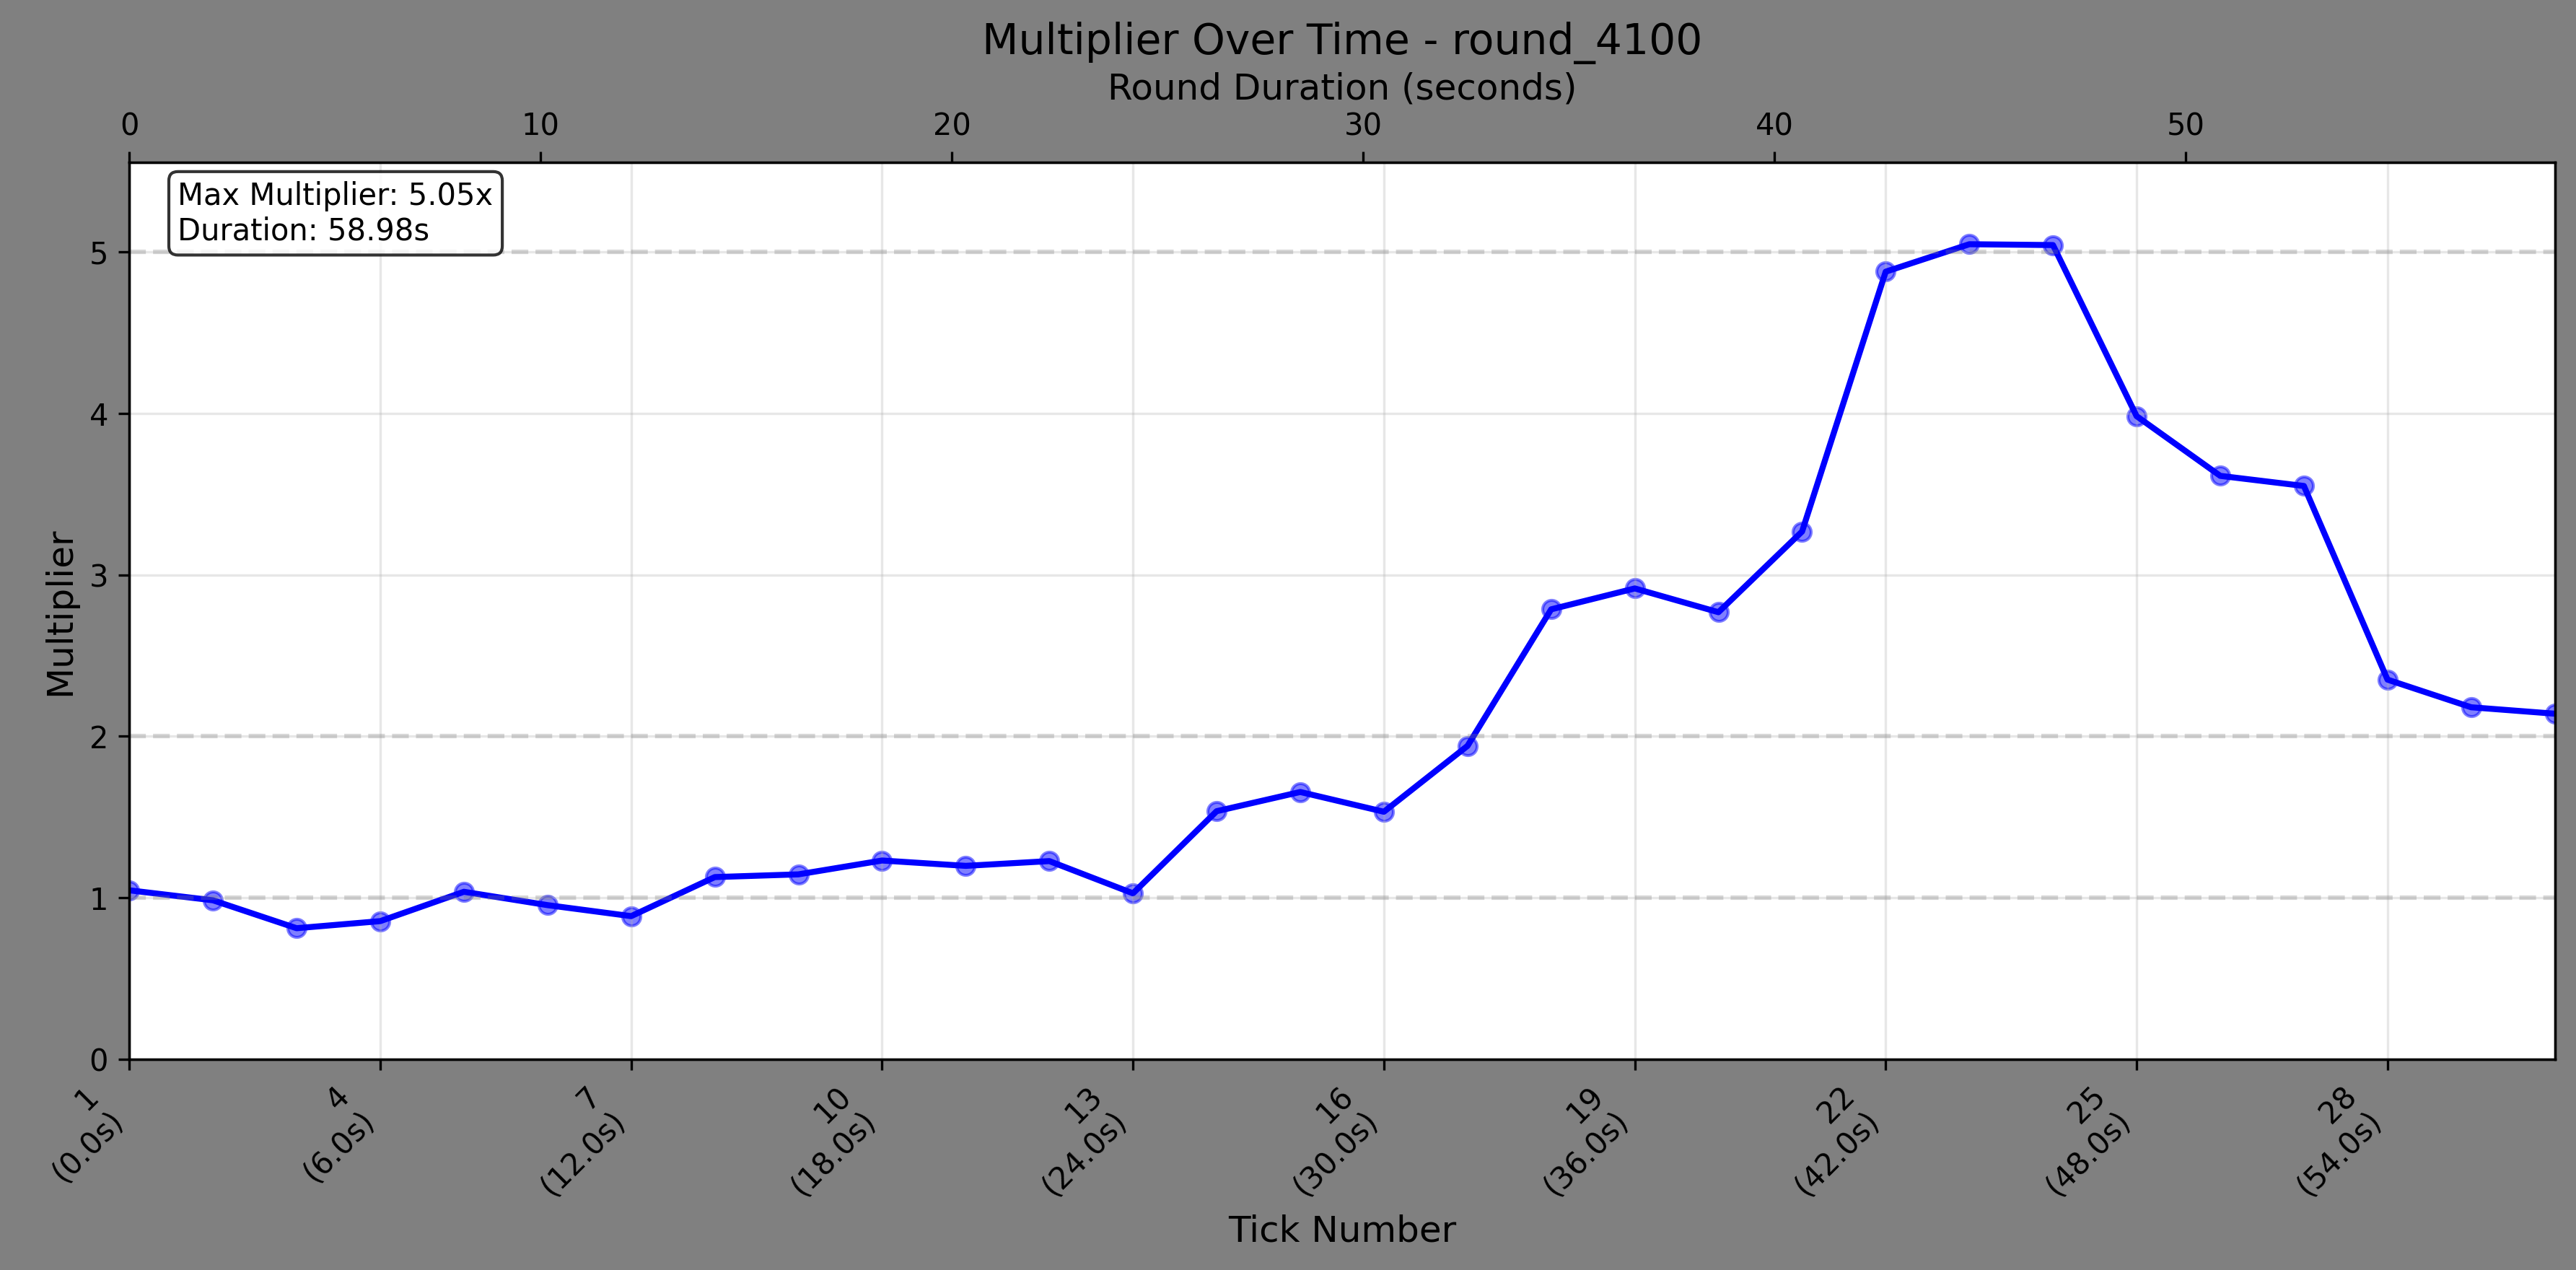 Multiplier Over Time - round_4100
Round Duration (seconds)
0 10 20 30 40 50
Max Multiplier: 5.05x
Duration: 58.98s
5
4
3
2
1
0
Multiplier
1 4 7 10 13 16 19 22 25 28
(0.0s) (6.0s) (12.0s) (18.0s) (24.0s) (30.0s) (36.0s) (42.0s) (48.0s) (54.0s)
Tick Number